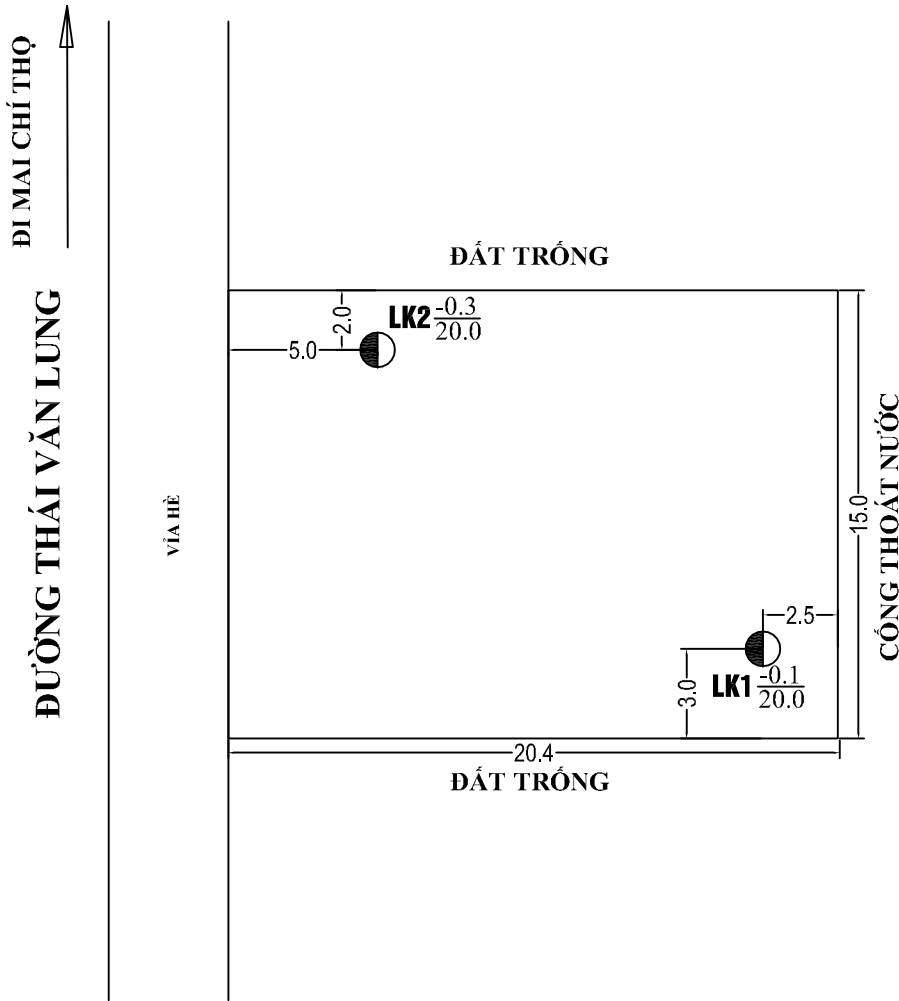 ĐI MAI CHÍ THỌ
ĐƯỜNG THÁI VĂN LUNG
VỈA HÈ
ĐẤT TRỐNG
2.0
5.0
LK2 -0.3
20.0
15.0
CỐNG THOÁT NƯỚC
2.5
3.0
LK1 -0.1
20.0
20.4
ĐẤT TRỐNG